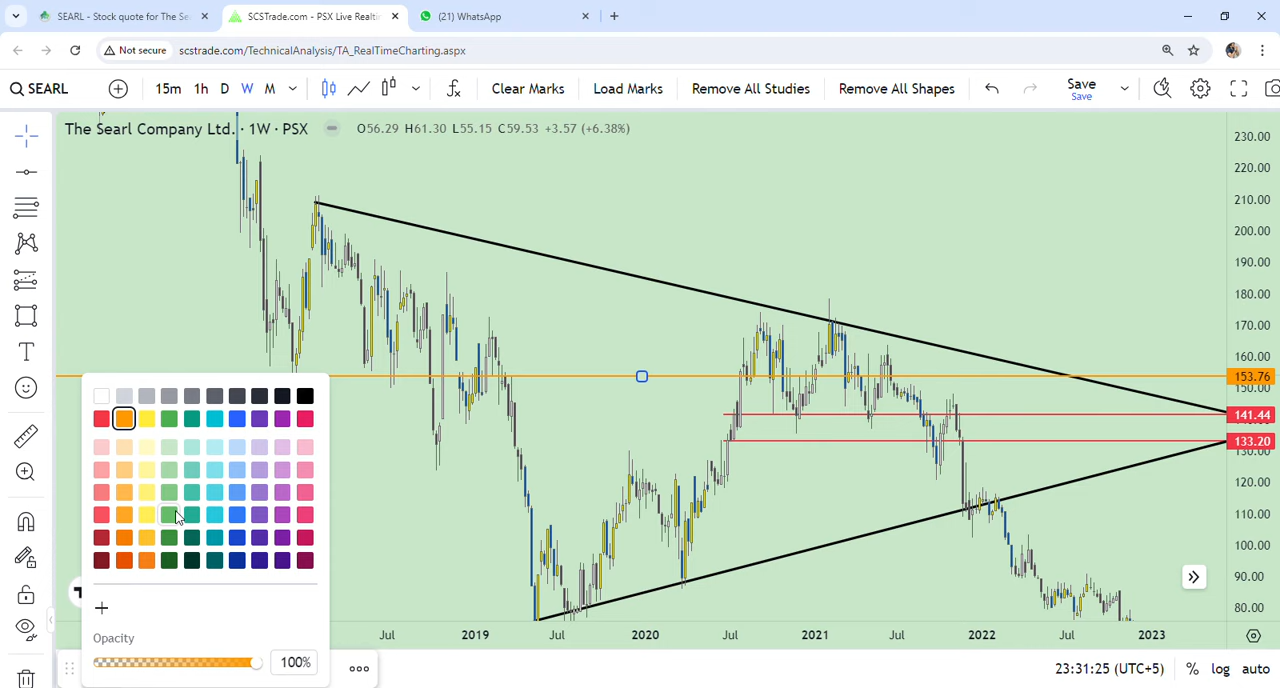 SEARL - Stock quote for The Se
SCSTrade.com - PSX Live Realti
(21) WhatsApp
Not secure
scstrade.com/TechnicalAnalysis/TA_RealTimeCharting.aspx
SEARL
15m
1h
D
W
M
Clear Marks
Load Marks
Remove All Studies
Remove All Shapes
Save
Save
The Searl Company Ltd. · 1W · PSX
O56.29 H61.30 L55.15 C59.53 +3.57 (+6.38%)
230.00
220.00
210.00
200.00
190.00
180.00
170.00
160.00
153.76
150.00
141.44
133.20
130.00
120.00
110.00
100.00
90.00
80.00
Jul
2019
Jul
2020
Jul
2021
Jul
2022
Jul
2023
Opacity
100%
23:31:25 (UTC+5)
%
log
auto